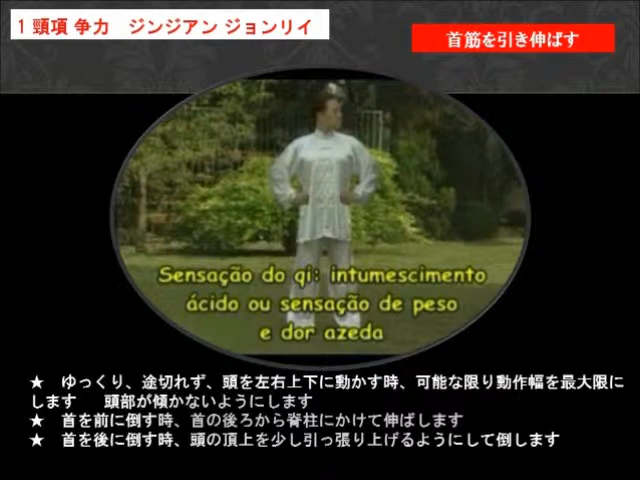 1 頸項 争力　ジンジアン ジョンリイ
首筋を引き伸ばす
Sensação do qi: intumescimento
ácido ou sensação de peso
e dor azeda
★　ゆっくり、途切れず、頭を左右上下に動かす時、可能な限り動作幅を最大限に
します　　頭部が傾かないようにします
★　首を前に倒す時、首の後ろから脊柱にかけて伸ばします
★　首を後に倒す時、頭の頂上を少し引っ張り上げるようにして倒します